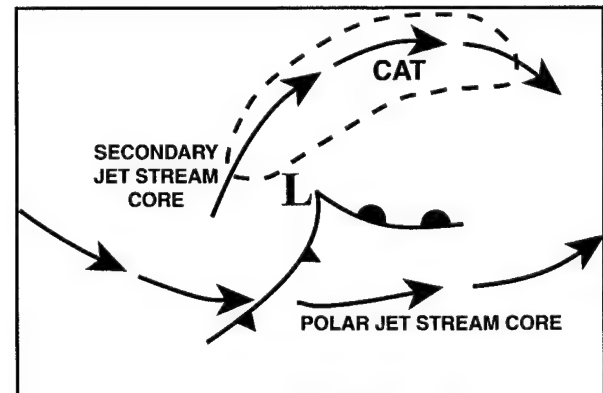 CAT
SECONDARY
JET STREAM
CORE
L
POLAR JET STREAM CORE